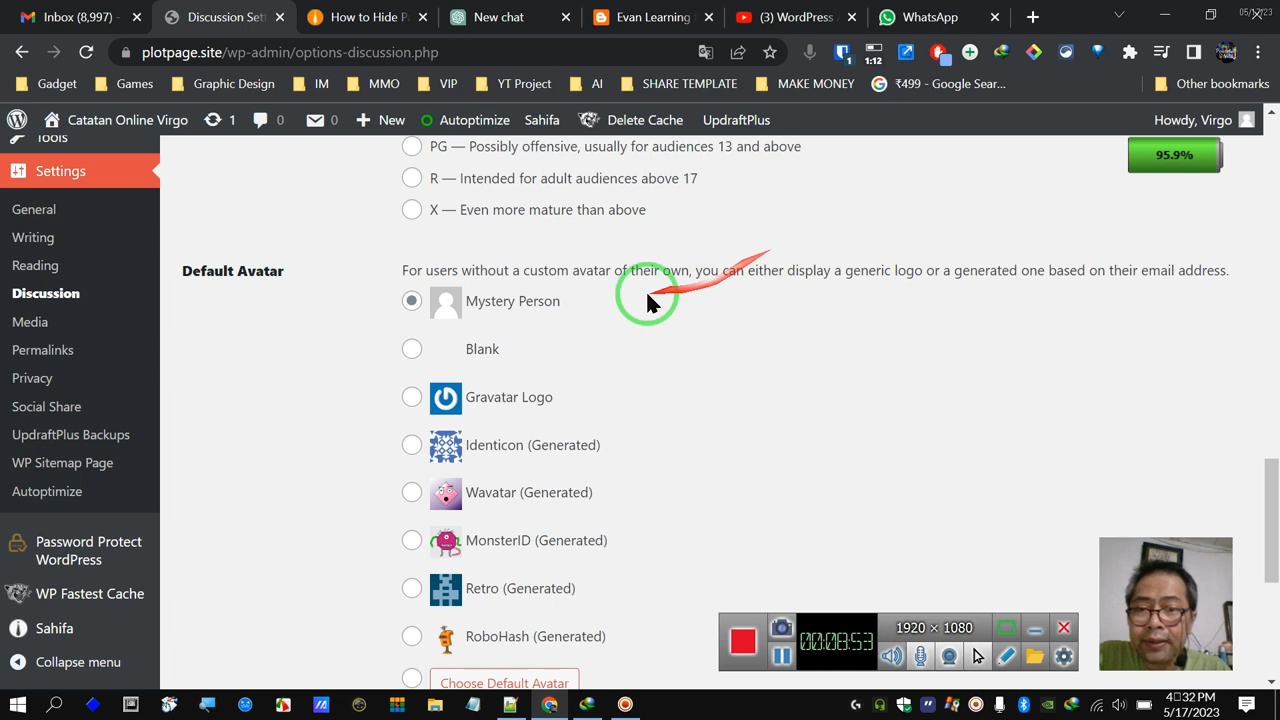 Inbox (8,997)
Discussion Set
How to Hide P
New chat
Evan Learning
(3) WordPress
WhatsApp
plotpage.site/wp-admin/options-discussion.php
1
1:12
Gadget
Games
Graphic Design
IM
MMO
VIP
YT Project
AI
SHARE TEMPLATE
MAKE MONEY
₹499 - Google Sear...
Other bookmarks
Catatan Online Virgo
1
0
0
New
Autoptimize
Sahifa
Delete Cache
UpdraftPlus
Howdy, Virgo
Tools
Settings
General
Writing
Reading
Discussion
Media
Permalinks
Privacy
Social Share
UpdraftPlus Backups
WP Sitemap Page
Autoptimize
Password Protect
WordPress
WP Fastest Cache
Sahifa
Collapse menu
PG — Possibly offensive, usually for audiences 13 and above
R — Intended for adult audiences above 17
X — Even more mature than above
95.9%
Default Avatar
For users without a custom avatar of their own, you can either display a generic logo or a generated one based on their email address.
Mystery Person
Blank
Gravatar Logo
Identicon (Generated)
Wavatar (Generated)
MonsterID (Generated)
Retro (Generated)
RoboHash (Generated)
Choose Default Avatar
1920 × 1080
5/17/2023